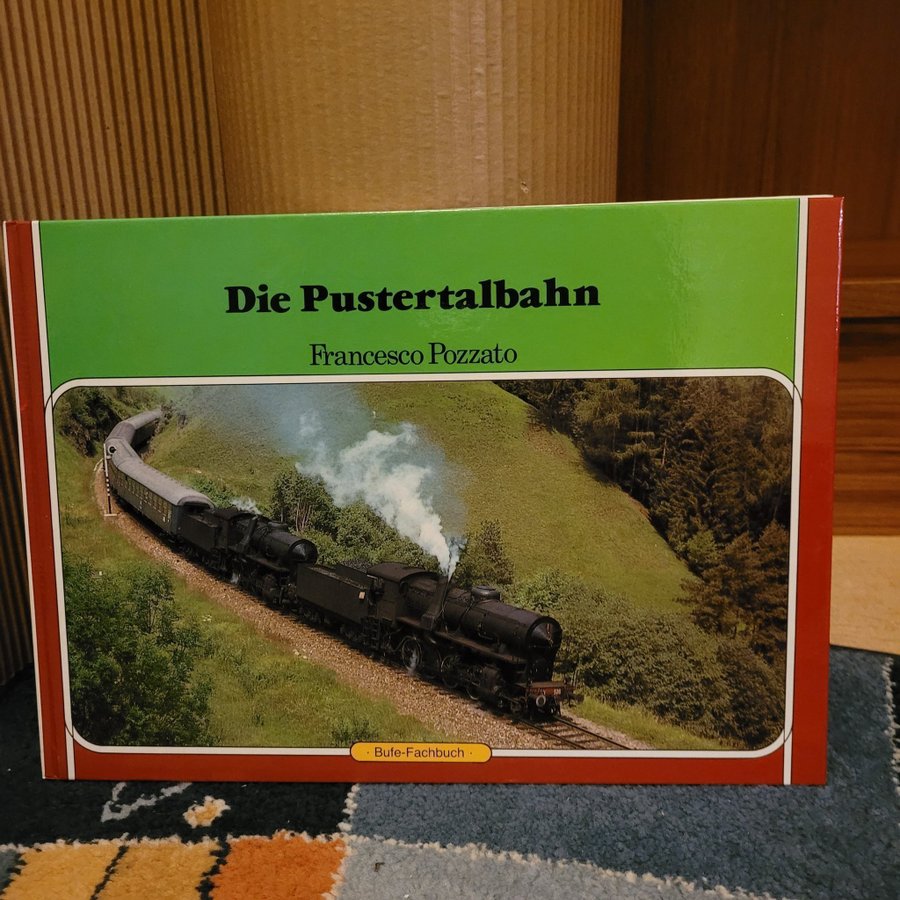 Die Pustertalbahn
Francesco Pozzato
· Bufe-Fachbuch ·